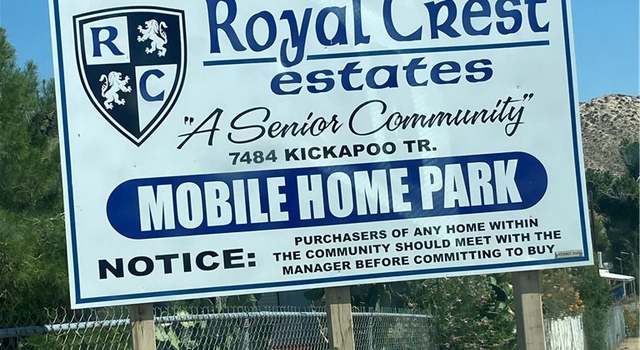 R
C
Royal Crest
estates
"A Senior Community"
7484 KICKAPOO TR.
MOBILE HOME PARK
NOTICE:
PURCHASERS OF ANY HOME WITHIN
THE COMMUNITY SHOULD MEET WITH THE
MANAGER BEFORE COMMITTING TO BUY